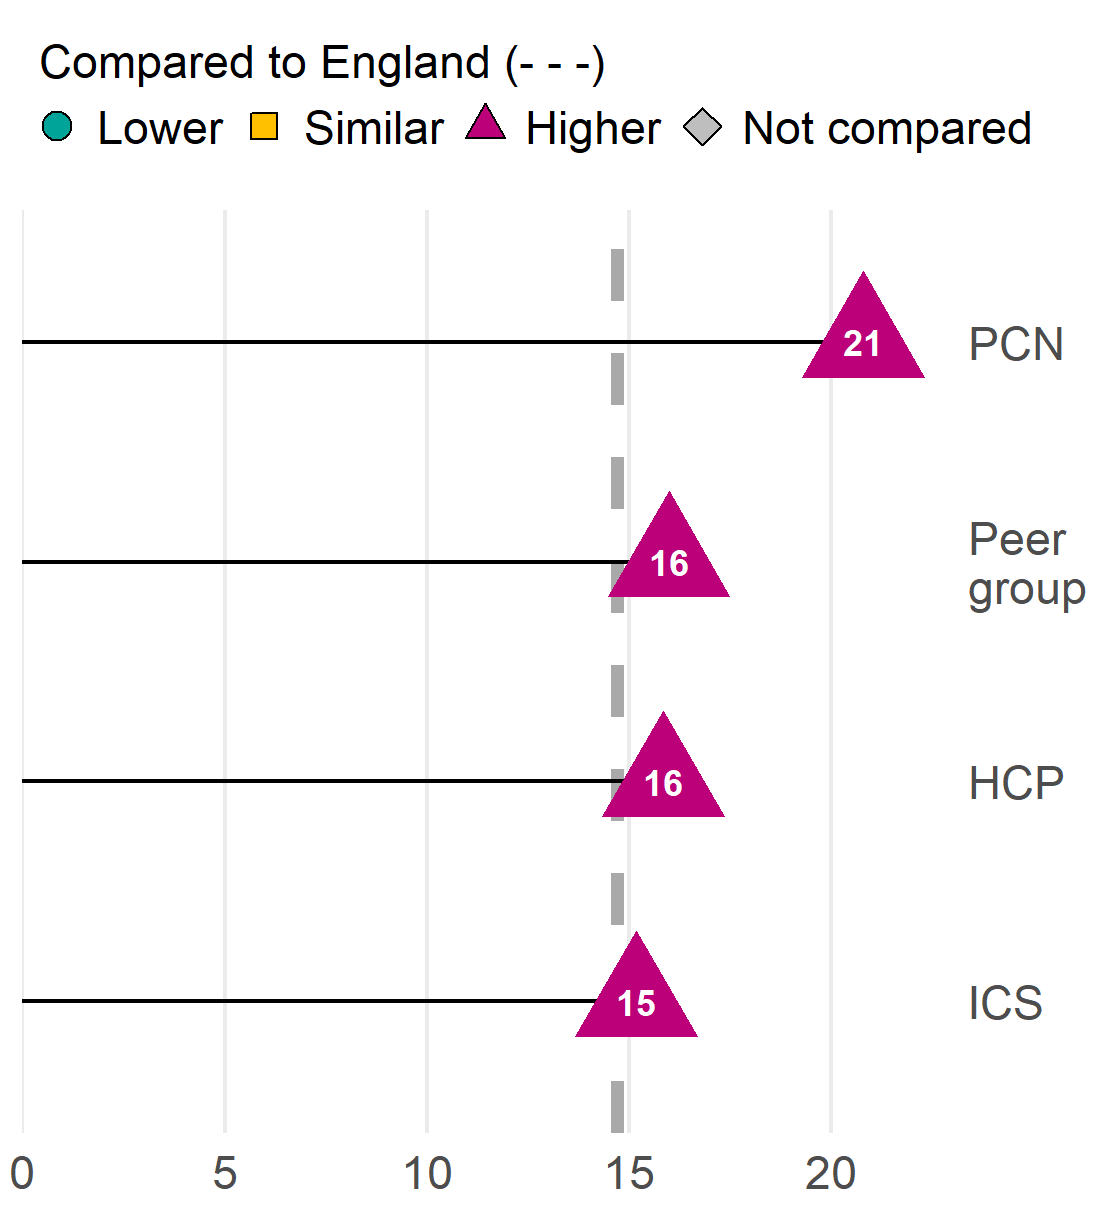 Compared to England (- - -)
Lower Similar Higher Not compared
21 PCN
16 Peer
group
16 HCP
15 ICS
0 5 10 15 20